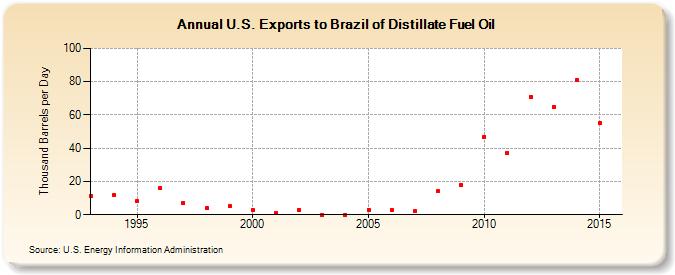 Annual U.S. Exports to Brazil of Distillate Fuel Oil
Thousand Barrels per Day
100
80
60
40
20
0
1995 2000 2005 2010 2015
Source: U.S. Energy Information Administration